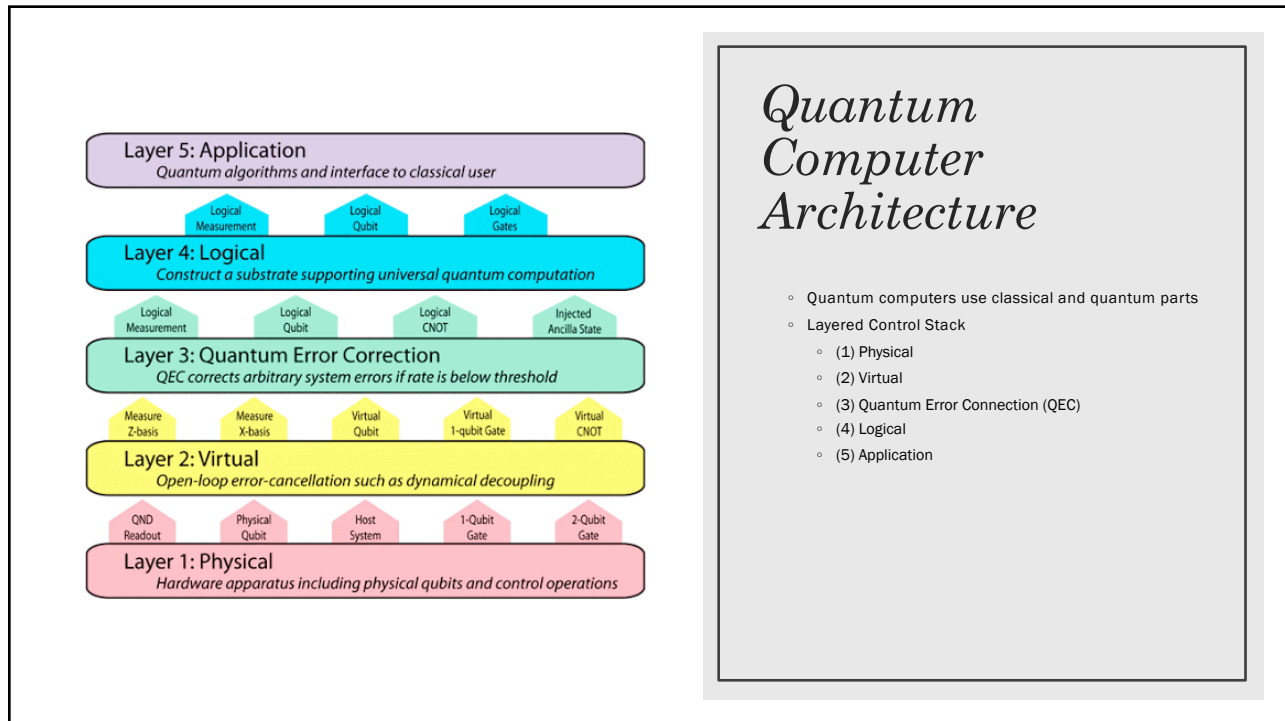 Layer 5: Application
Quantum algorithms and interface to classical user
Logical
Measurement
Logical
Qubit
Logical
Gates
Layer 4: Logical
Construct a substrate supporting universal quantum computation
Logical
Measurement
Logical
Qubit
Logical
CNOT
Injected
Ancilla State
Layer 3: Quantum Error Correction
QEC corrects arbitrary system errors if rate is below threshold
Measure
Z-basis
Measure
X-basis
Virtual
Qubit
Virtual
1-qubit Gate
Virtual
CNOT
Layer 2: Virtual
Open-loop error-cancellation such as dynamical decoupling
QND
Readout
Physical
Qubit
Host
System
1-Qubit
Gate
2-Qubit
Gate
Layer 1: Physical
Hardware apparatus including physical qubits and control operations
Quantum
Computer
Architecture
◦ Quantum computers use classical and quantum parts
◦ Layered Control Stack
◦ (1) Physical
◦ (2) Virtual
◦ (3) Quantum Error Connection (QEC)
◦ (4) Logical
◦ (5) Application